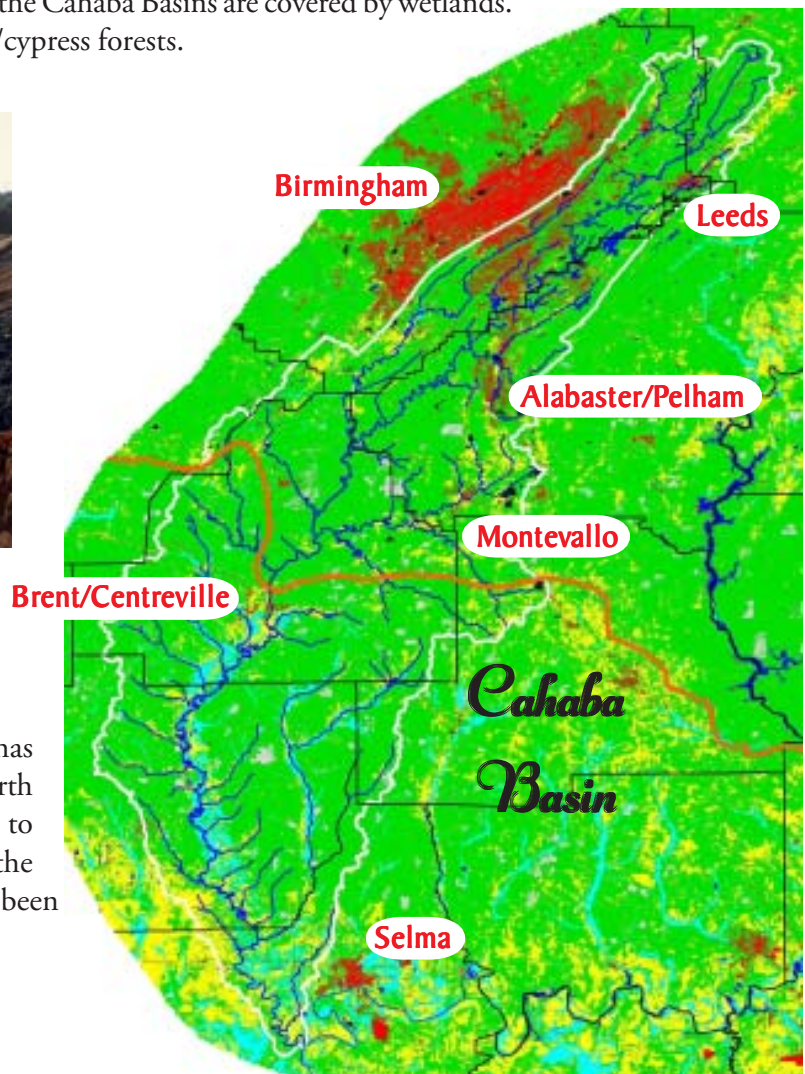 the Cahaba Basins are covered by wetlands.
/cypress forests.
Birmingham
Leeds
Alabaster/Pelham
Montevallo
Brent/Centreville
Cahaba
Basin
has
rth
to
the
been
Selma